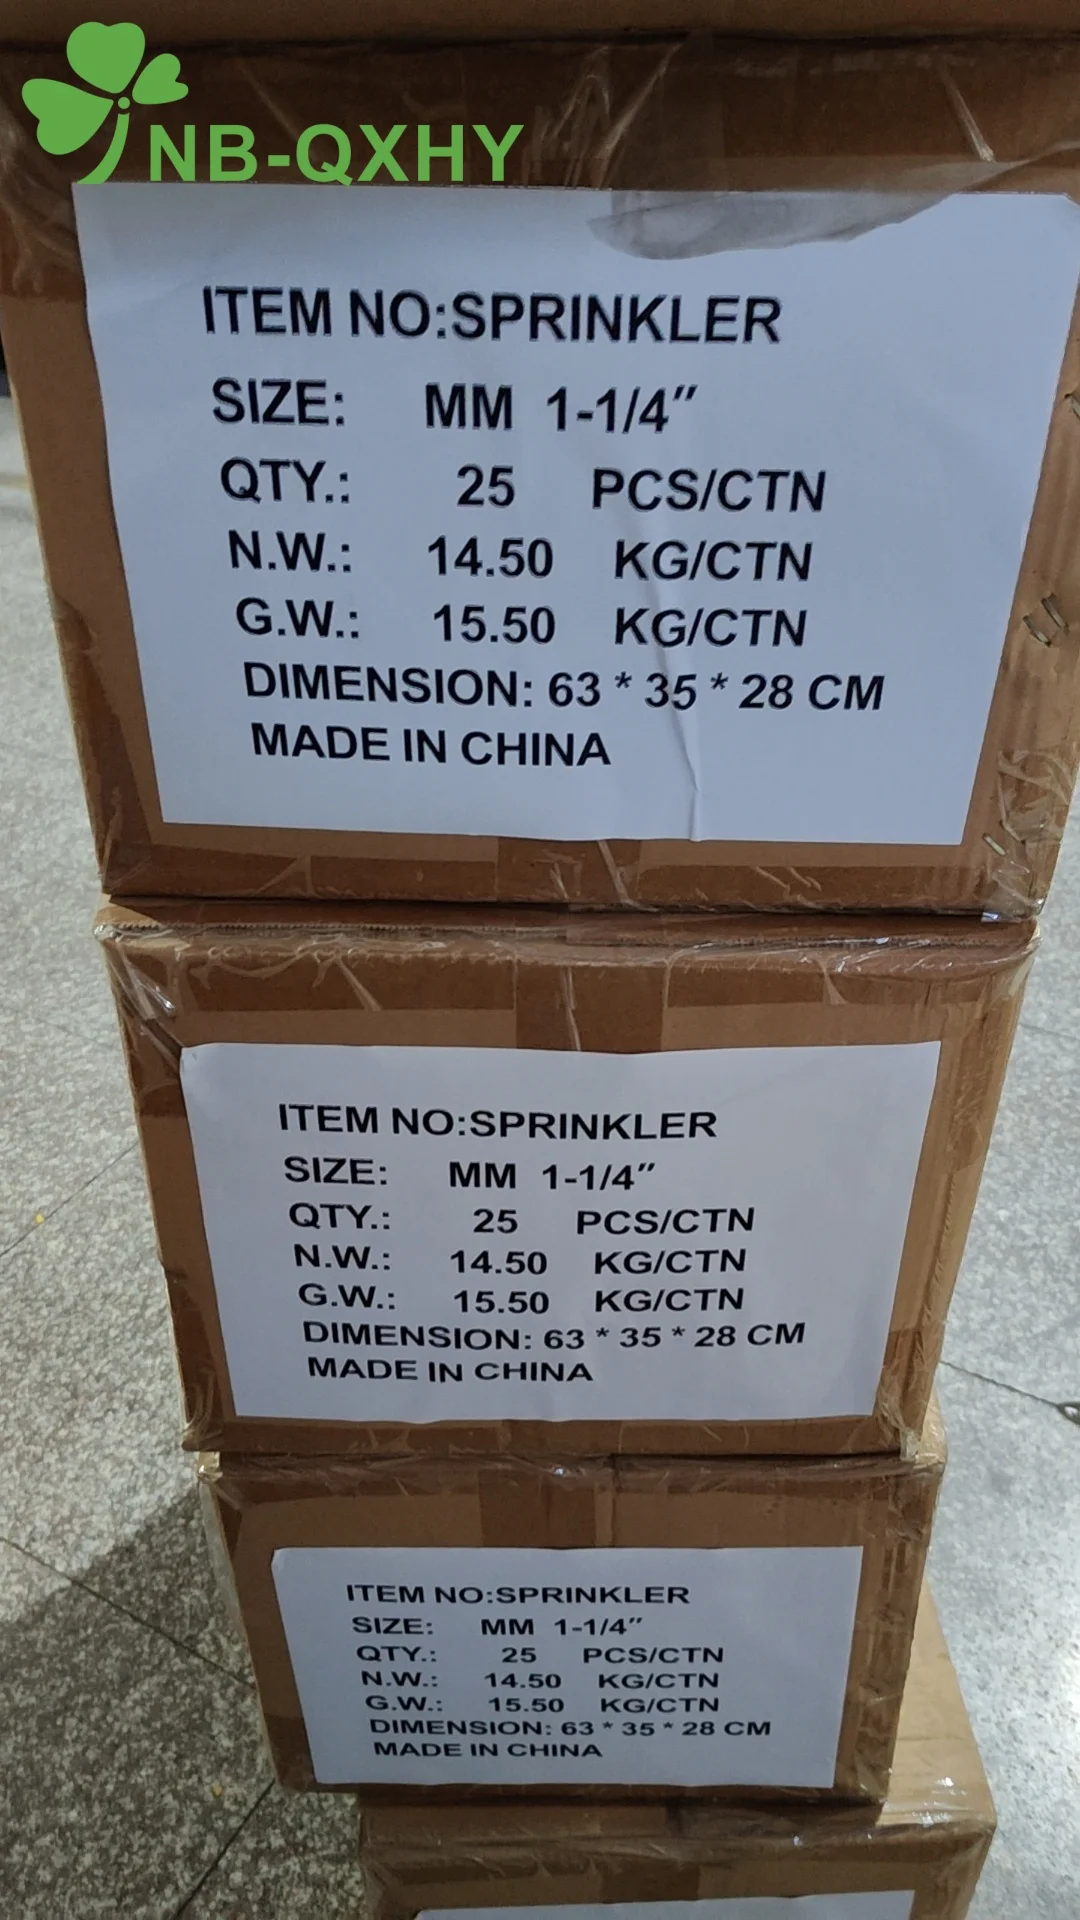 NB-QXHY
ITEM NO:SPRINKLER
SIZE: MM 1-1/4″
QTY.: 25 PCS/CTN
N.W.: 14.50 KG/CTN
G.W.: 15.50 KG/CTN
DIMENSION: 63 * 35 * 28 CM
MADE IN CHINA
ITEM NO:SPRINKLER
SIZE: MM 1-1/4″
QTY.: 25 PCS/CTN
N.W.: 14.50 KG/CTN
G.W.: 15.50 KG/CTN
DIMENSION: 63 * 35 * 28 CM
MADE IN CHINA
ITEM NO:SPRINKLER
SIZE: MM 1-1/4″
QTY.: 25 PCS/CTN
N.W.: 14.50 KG/CTN
G.W.: 15.50 KG/CTN
DIMENSION: 63 * 35 * 28 CM
MADE IN CHINA